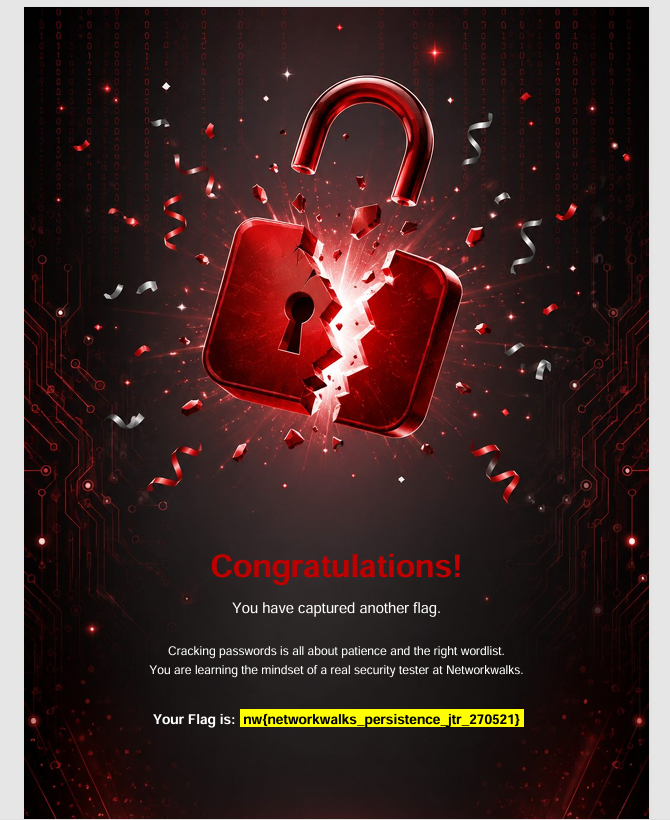 Congratulations!
You have captured another flag.
Cracking passwords is all about patience and the right wordlist.
You are learning the mindset of a real security tester at Networkwalks.
Your Flag is: nw{networkwalks_persistence_jtr_270521}